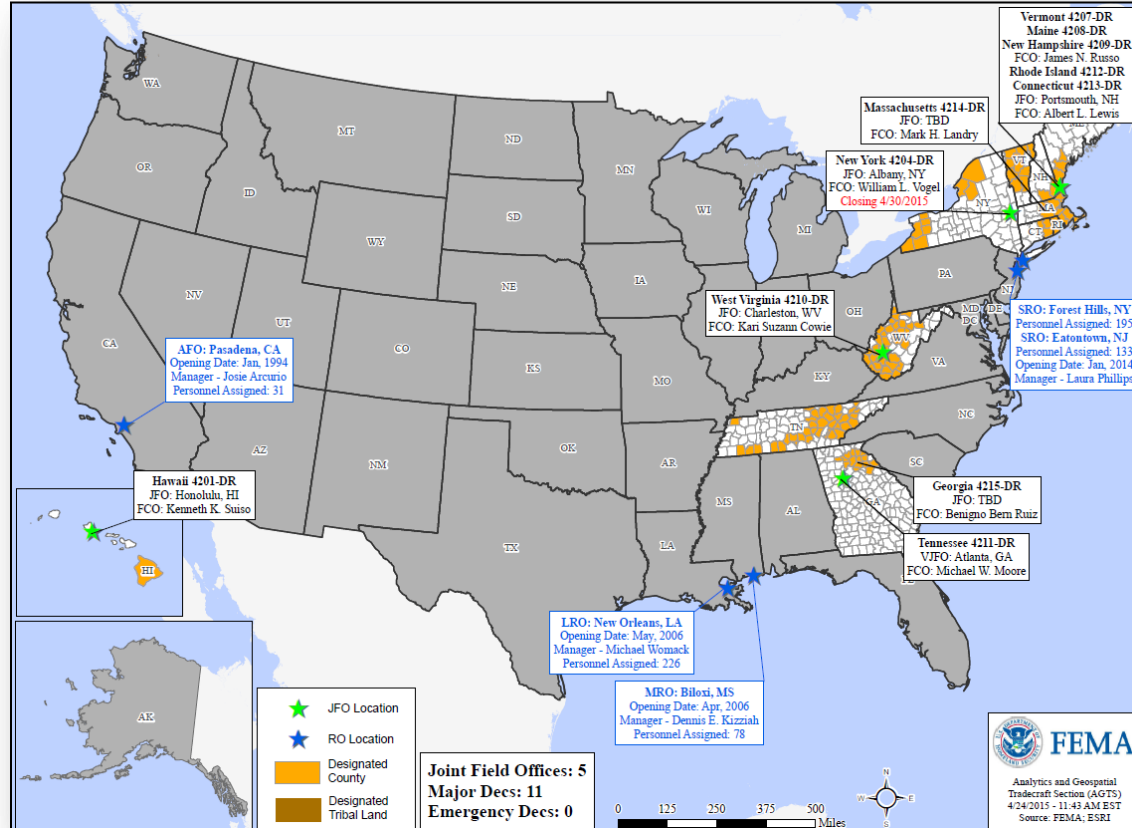 Vermont 4207-DR
Maine 4208-DR
New Hampshire 4209-DR
FCO: James N. Russo
Rhode Island 4212-DR
Connecticut 4213-DR
JFO: Portsmouth, NH
FCO: Albert L. Lewis
Massachusetts 4214-DR
JFO: TBD
FCO: Mark H. Landry
New York 4204-DR
JFO: Albany, NY
FCO: William L. Vogel
Closing 4/30/2015
WA
OR
ID
MT
ND
MN
SD
WY
WI
MI
NY
VT
NH
MA
CT
RI
NE
IA
PA
NJ
OH
MD
DC
DE
NV
UT
CO
CA
KS
MO
KY
WV
VA
West Virginia 4210-DR
JFO: Charleston, WV
FCO: Kari Suzann Cowie
SRO: Forest Hills, NY
Personnel Assigned: 195
SRO: Eatontown, NJ
Personnel Assigned: 133
Opening Date: Jan, 2014
Manager - Laura Phillips
AFO: Pasadena, CA
Opening Date: Jan, 1994
Manager - Josie Arcurio
Personnel Assigned: 31
AZ
NM
OK
AR
TN
NC
SC
MS
AL
GA
TX
LA
Hawaii 4201-DR
JFO: Honolulu, HI
FCO: Kenneth K. Suiso
HI
Georgia 4215-DR
JFO: TBD
FCO: Benigno Bern Ruiz
Tennessee 4211-DR
VJFO: Atlanta, GA
FCO: Michael W. Moore
LRO: New Orleans, LA
Opening Date: May, 2006
Manager - Michael Womack
Personnel Assigned: 226
MRO: Biloxi, MS
Opening Date: Apr, 2006
Manager - Dennis E. Kizziah
Personnel Assigned: 78
AK
JFO Location
RO Location
Designated
County
Designated
Tribal Land
Joint Field Offices: 5
Major Decs: 11
Emergency Decs: 0
0 125 250 375 500
Miles
N
W
E
S
FEMA
Analytics and Geospatial
Tradecraft Section (AGTS)
4/24/2015 - 11:43 AM EST
Source: FEMA; ESRI